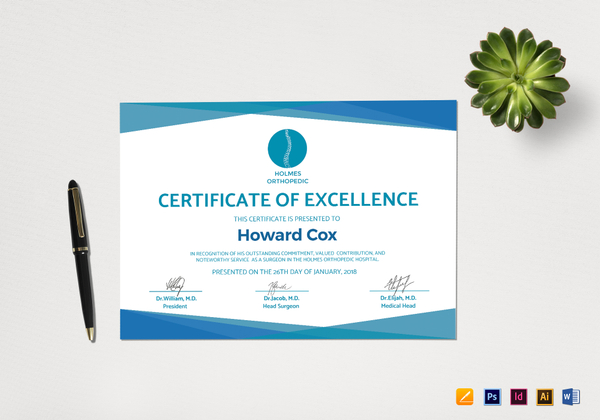 HOLMES
ORTHOPEDIC
CERTIFICATE OF EXCELLENCE
THIS CERTIFICATE IS PRESENTED TO
Howard Cox
IN RECOGNITION OF HIS OUTSTANDING COMMITMENT, VALUED CONTRIBUTION, AND
NOTEWORTHY SERVICE AS A SURGEON IN THE HOLMES ORTHOPEDIC HOSPITAL.
PRESENTED ON THE 26TH DAY OF JANUARY, 2018
Dr.William, M.D. Dr.Jacob, M.D. Dr.Elijah, M.D.
President Head Surgeon Medical Head
Ps Id Ai W